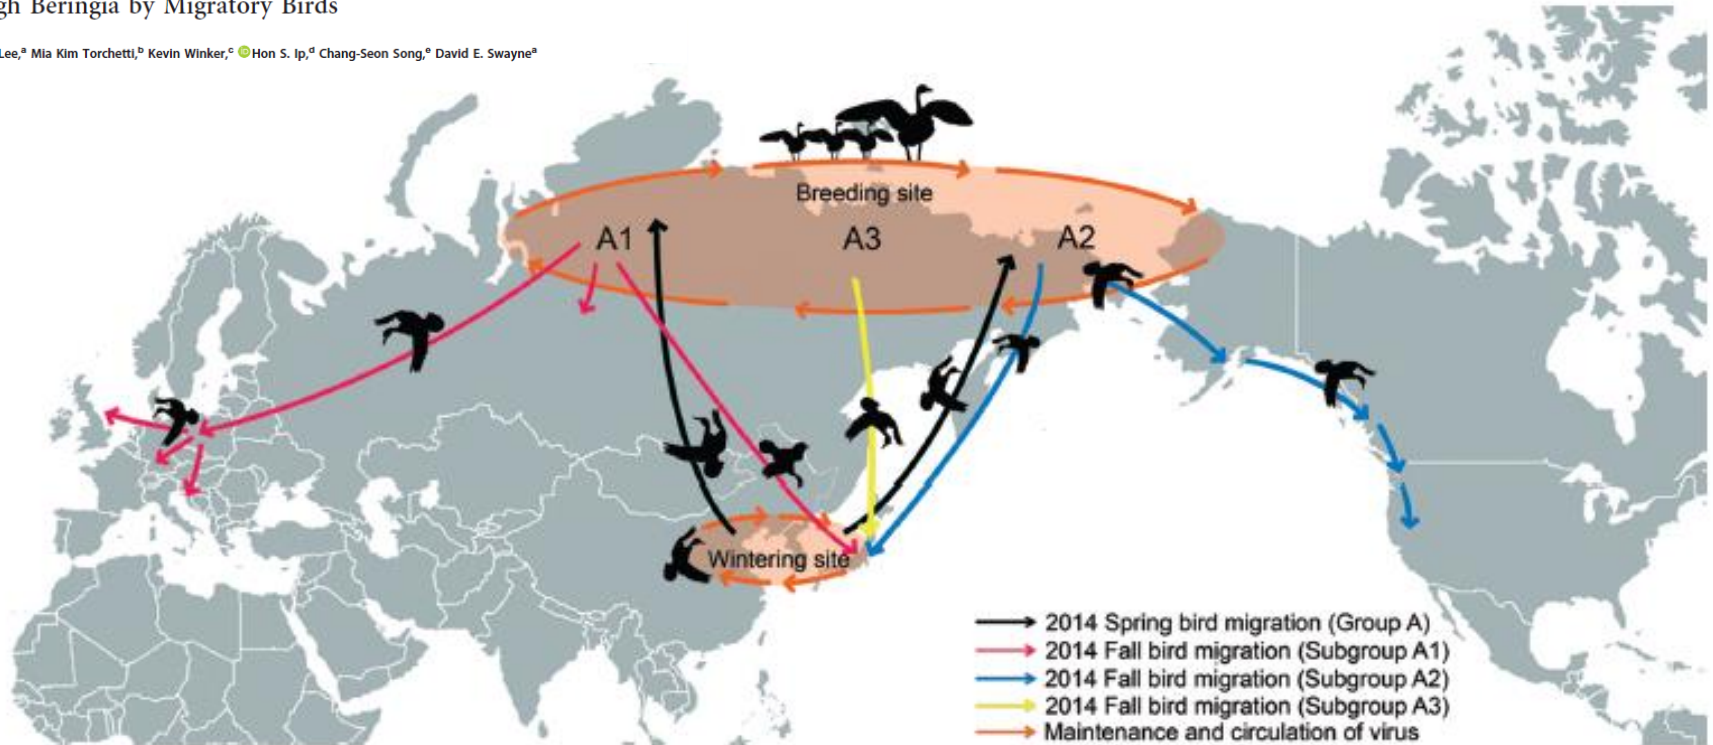 gh Beringia by Migratory Birds
Lee,a Mia Kim Torchetti,b Kevin Winker,c Hon S. Ip,d Chang-Seon Song,e David E. Swaynea
Breeding site
A1
A3
A2
Wintering site
2014 Spring bird migration (Group A)
2014 Fall bird migration (Subgroup A1)
2014 Fall bird migration (Subgroup A2)
2014 Fall bird migration (Subgroup A3)
Maintenance and circulation of virus